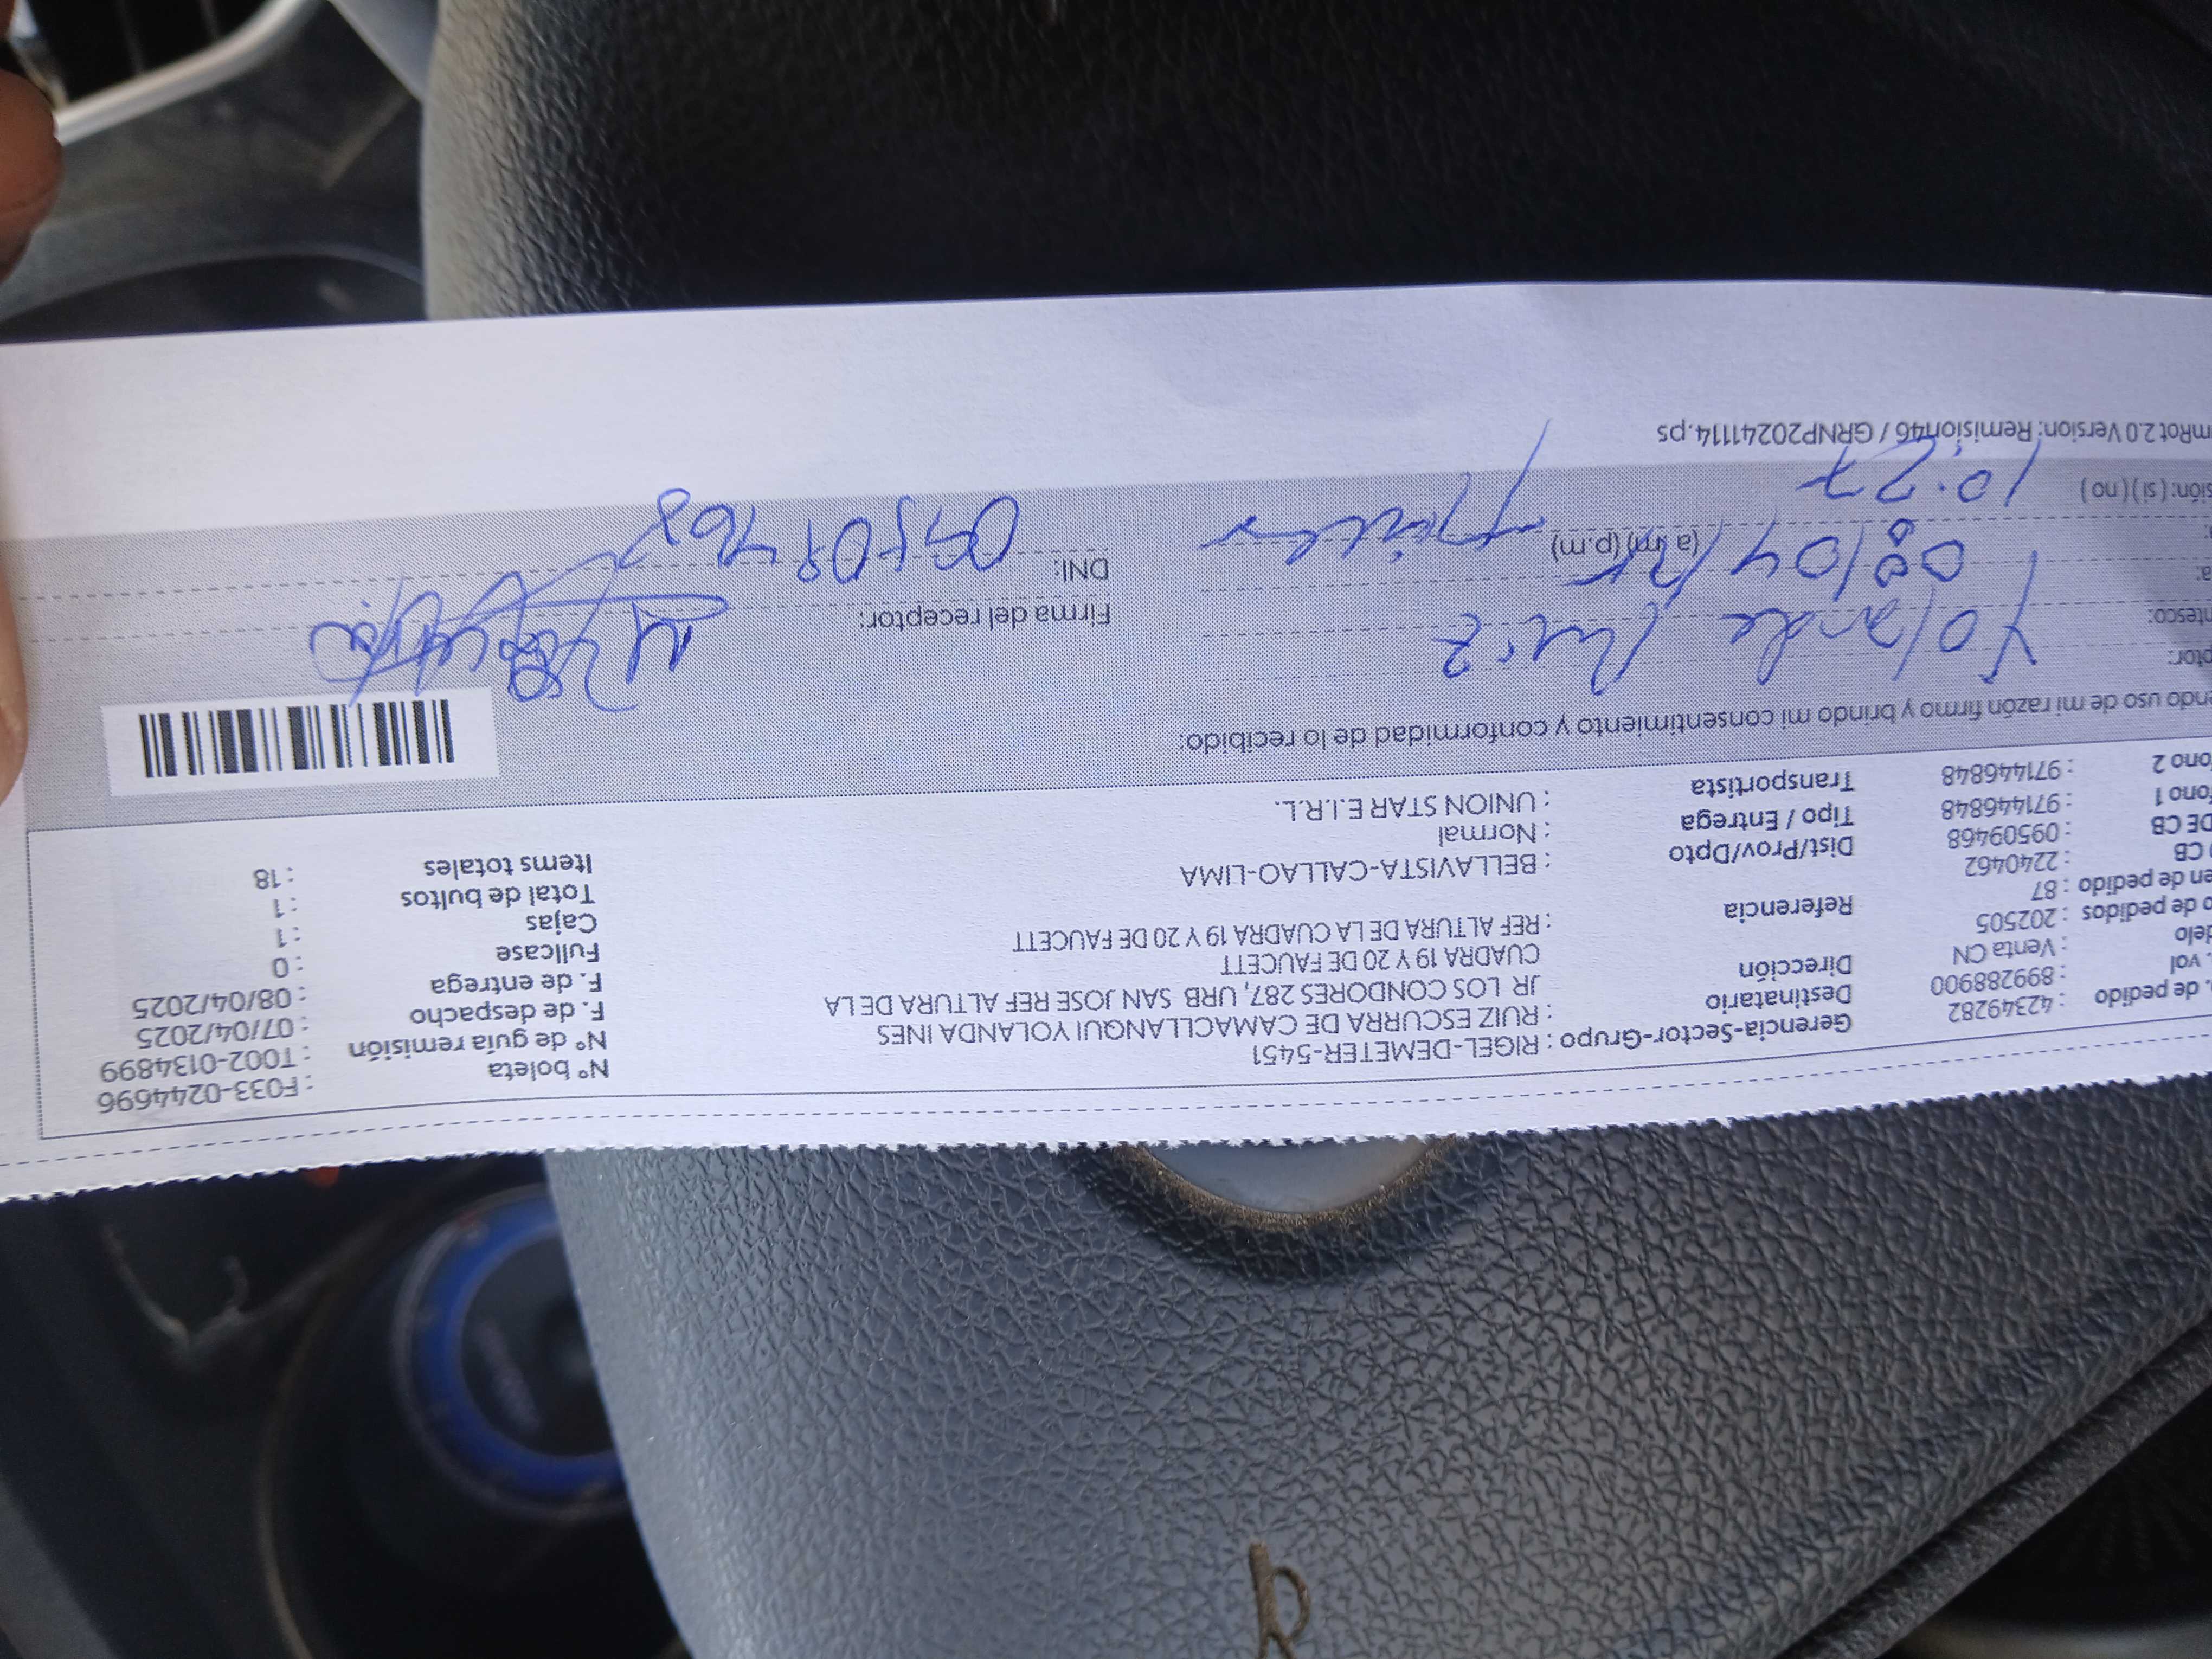 Gerencia-Sector-Grupo : RIGEL-DEMETER-5451
. de pedido : 42349282
Destinatario : RUIZ ESCURRA DE CAMACLLANQUI YOLANDA INES
. vol : 899288900
Dirección JR LOS CONDORES 287, URB SAN JOSE REF ALTURA DE LA
CUADRA 19 Y 20 DE FAUCETT
delo : Venta CN
o de pedidos : 202505
Referencia : REF ALTURA DE LA CUADRA 19 Y 20 DE FAUCETT
en de pedido : 87
CB : 2240462
Dist/Prov/Dpto : BELLAVISTA-CALLAO-LIMA
DE CB : 09509468
Tipo / Entrega : Normal
ono 1 : 971446848
Transportista : UNION STAR E.I.R.L.
ono 2 : 971446848
N° boleta : F033-0244696
N° de guía remisión : T002-0134899
F. de despacho : 07/04/2025
F. de entrega : 08/04/2025
Fullcase : 0
Cajas : 1
Total de bultos : 1
Items totales : 18
endo uso de mi razón firmo y brindo mi consentimiento y conformidad de lo recibido:
ptor: Yolanda Ruiz
ntesco:
Firma del receptor:
a: 08/04/25
(a.m) (p.m)
DNI:
sión: ( si ) ( no ) 10:27
mRot 2.0 Version: Remision46 / GRNP202411114.ps